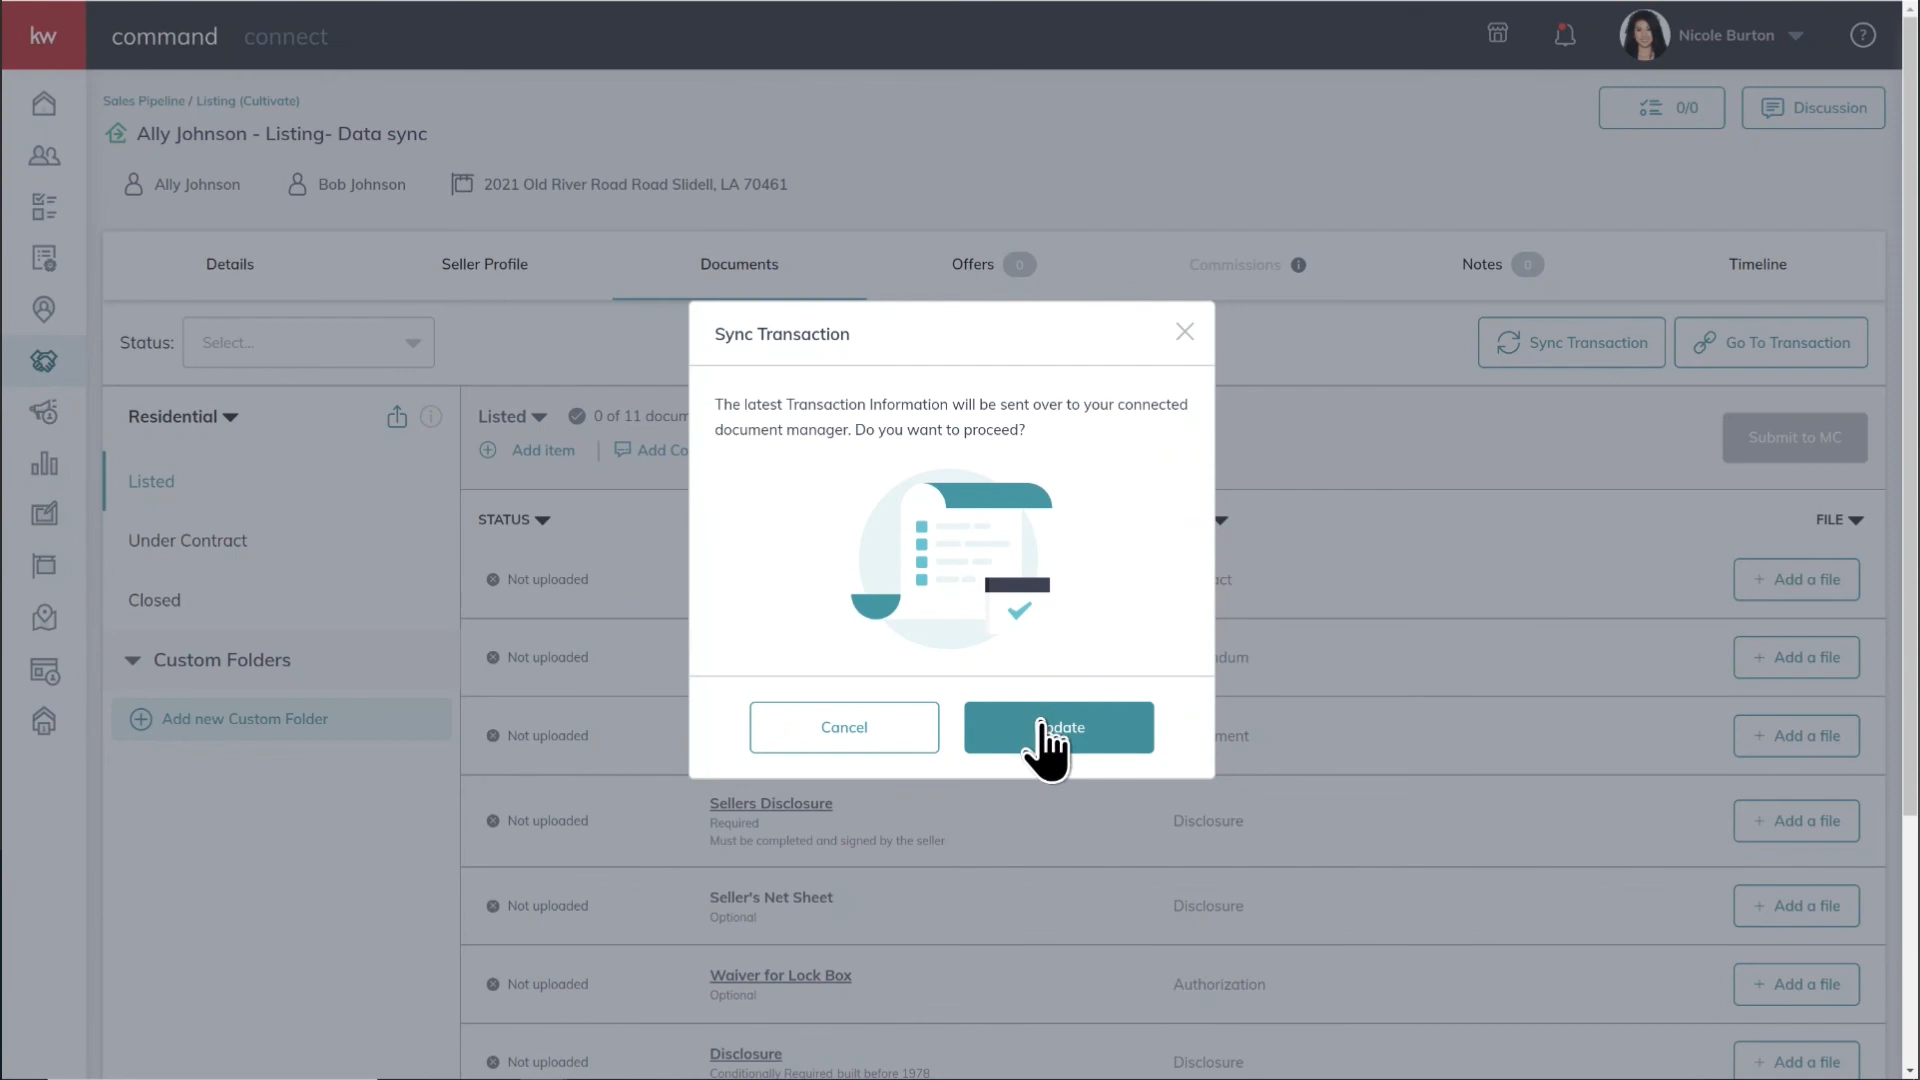 kw
command connect
Nicole Burton
?
Sales Pipeline / Listing (Cultivate)
Ally Johnson - Listing- Data sync
0/0
Discussion
Ally Johnson
Bob Johnson
2021 Old River Road Road Slidell, LA 70461
Details
Seller Profile
Documents
Offers 0
Commissions
Notes 0
Timeline
Status: Select...
Sync Transaction
Go To Transaction
Sync Transaction
The latest Transaction Information will be sent over to your connected
document manager. Do you want to proceed?
Cancel
Residential
Listed
Under Contract
Closed
Custom Folders
Add new Custom Folder
Listed 0 of 11
Add item
Add
Submit to MC
STATUS
FILE
Not uploaded
+ Add a file
Not uploaded
+ Add a file
Not uploaded
+ Add a file
Not uploaded
Sellers Disclosure
Required
Must be completed and signed by the seller
Disclosure
+ Add a file
Not uploaded
Seller's Net Sheet
Optional
Disclosure
+ Add a file
Not uploaded
Waiver for Lock Box
Optional
Authorization
+ Add a file
Not uploaded
Disclosure
Conditionally Required built before 1978
Disclosure
+ Add a file